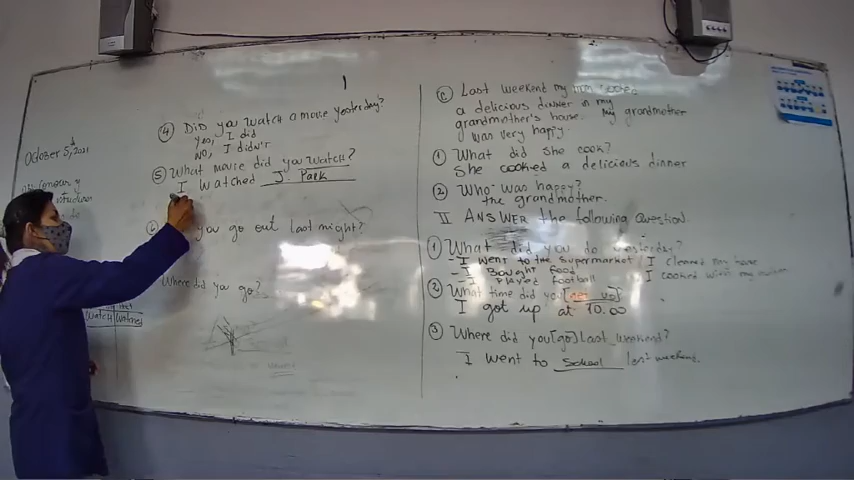 October 5th, 2021
Watch Watched
④ Did you watch a movie yesterday?
Yes, I did
No, I didn't
⑤ What movie did you watch?
I watched J. Park
you go out last night?
Where did you go?
© Last weekend my mom cooked
a delicious dinner in my
grandmother's house. My grandmother
was very happy.
① What did she cook?
She cooked a delicious dinner
② Who was happy?
the grandmother.
II Answer the following question.
① What did you do yesterday?
- I went to the supermarket / I cleaned my house
- I bought food
- I played football / I cooked with my
② What time did you [get up]
I got up at 10.00
③ Where did you [go] last weekend?
I went to school last weekend.